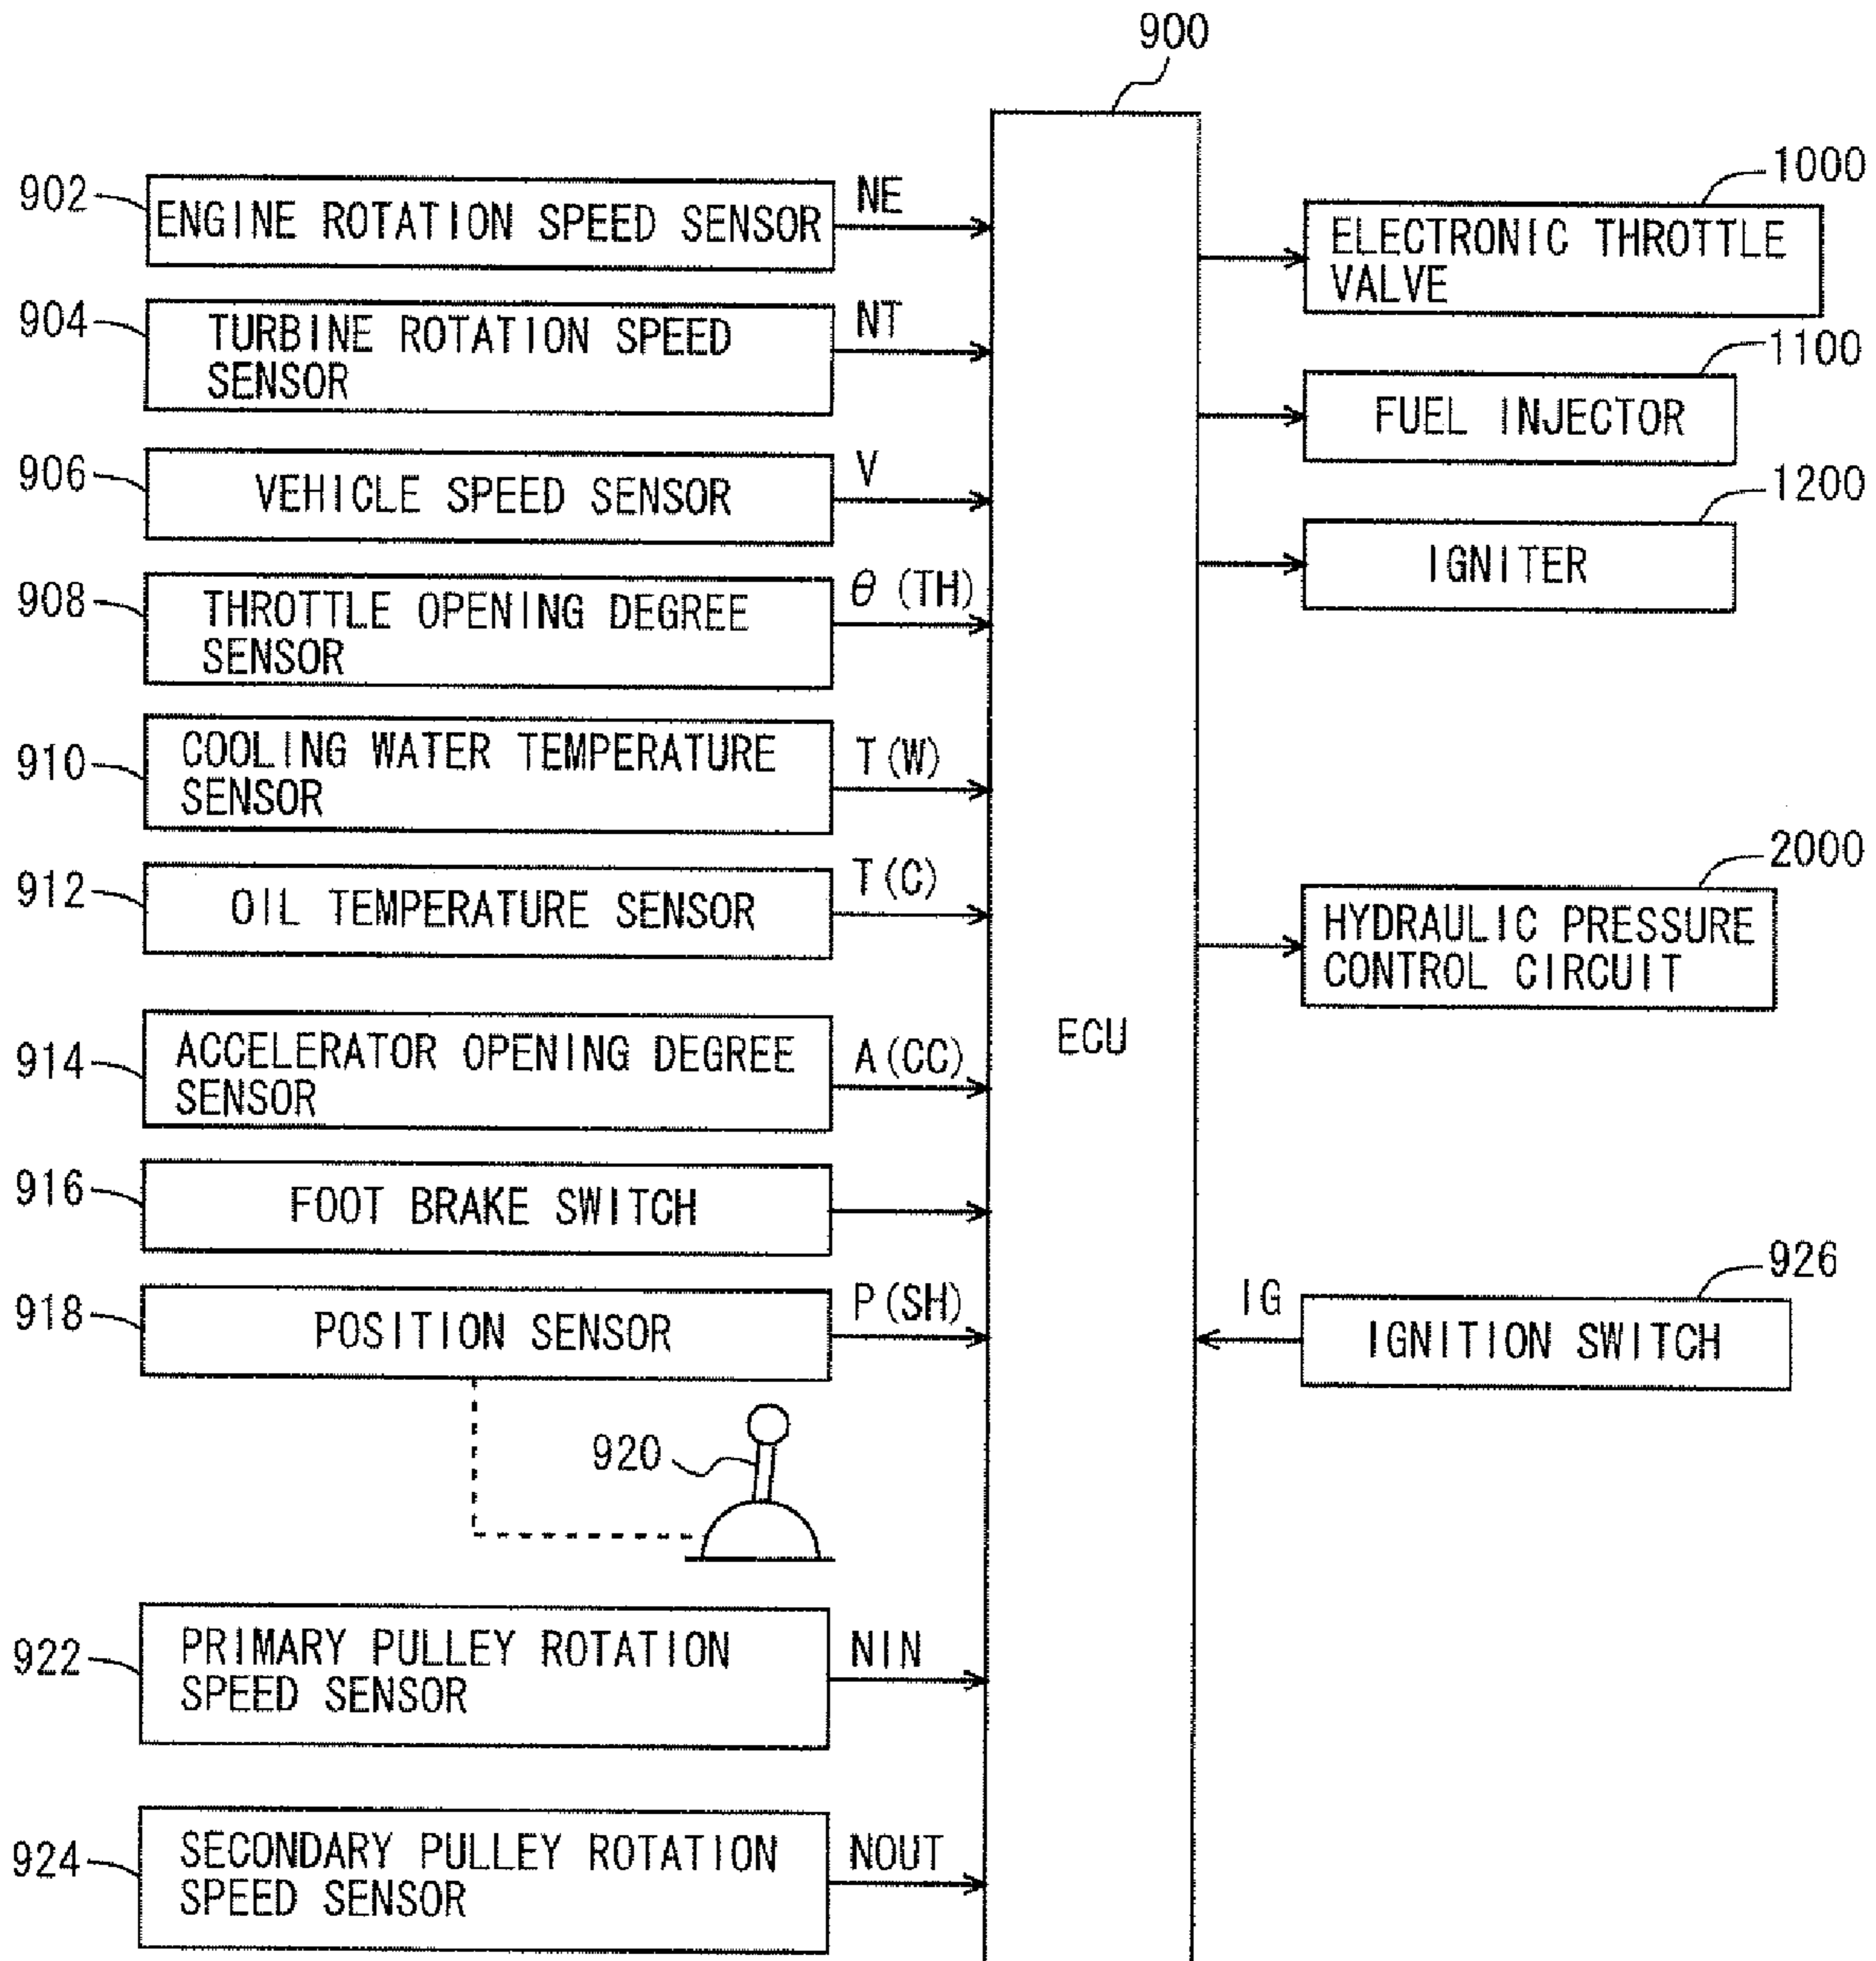 900
902
ENGINE ROTATION SPEED SENSOR
NE
904
TURBINE ROTATION SPEED
SENSOR
NT
906
VEHICLE SPEED SENSOR
V
908
THROTTLE OPENING DEGREE
SENSOR
θ (TH)
910
COOLING WATER TEMPERATURE
SENSOR
T (W)
912
OIL TEMPERATURE SENSOR
T (C)
914
ACCELERATOR OPENING DEGREE
SENSOR
A (CC)
916
FOOT BRAKE SWITCH
918
POSITION SENSOR
P (SH)
920
922
PRIMARY PULLEY ROTATION
SPEED SENSOR
NIN
924
SECONDARY PULLEY ROTATION
SPEED SENSOR
NOUT
ECU
1000
ELECTRONIC THROTTLE
VALVE
1100
FUEL INJECTOR
1200
IGNITER
2000
HYDRAULIC PRESSURE
CONTROL CIRCUIT
926
IG
IGNITION SWITCH